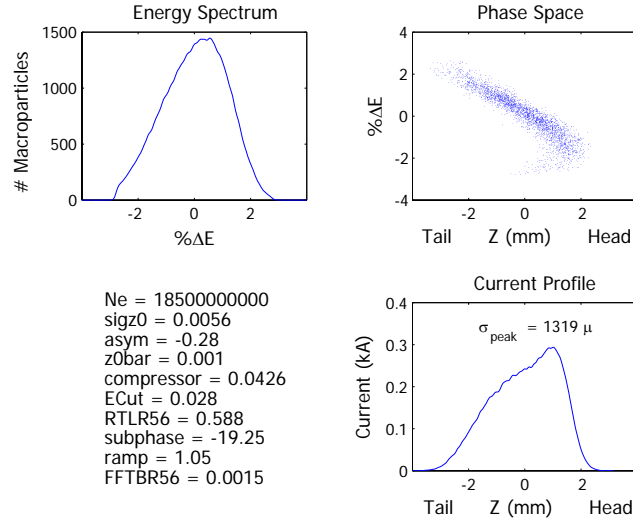 Energy Spectrum
1500
1000
500
0
# Macroparticles
-2 0 2
%ΔE
Phase Space
4
2
0
-2
-4
%ΔE
-2 0 2
Tail Z (mm) Head
Ne = 18500000000
sigz0 = 0.0056
asym = -0.28
z0bar = 0.001
compressor = 0.0426
ECut = 0.028
RTLR56 = 0.588
subphase = -19.25
ramp = 1.05
FFTBR56 = 0.0015
Current Profile
0.4
0.3
0.2
0.1
0
Current (kA)
σpeak = 1319 μ
-2 0 2
Tail Z (mm) Head